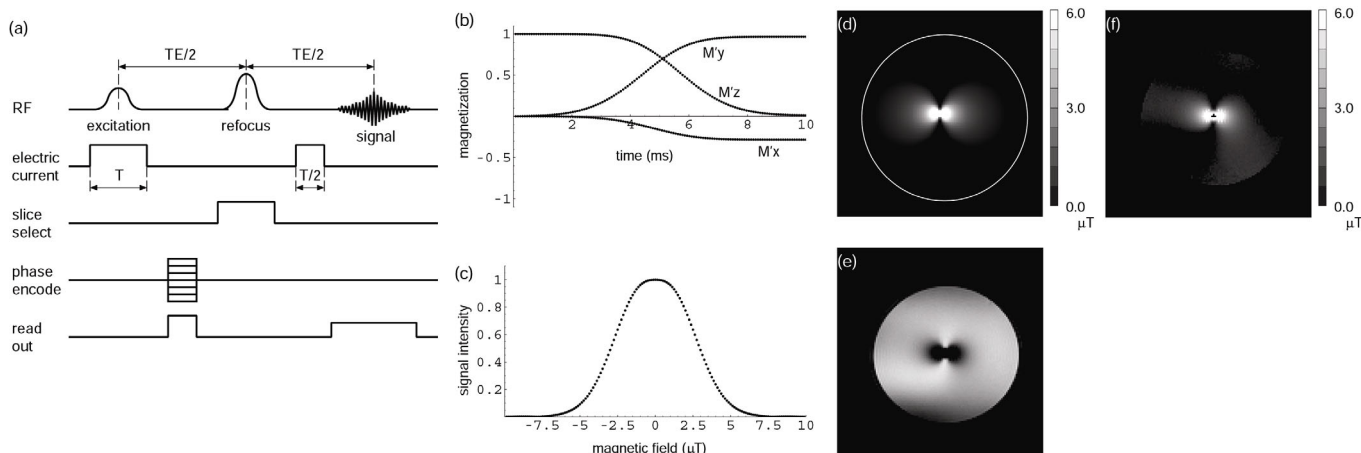 (a)
TE/2 TE/2
RF
excitation refocus signal
electric
current
T T/2
slice
select
phase
encode
read
out
(b)
magnetization
1
0.5
-0.5
-1
2 4 6 8 10
time (ms)
M'y
M'z
M'x
(c)
signal intensity
1
0.8
0.6
0.4
0.2
-7.5 -5 -2.5 0 2.5 5 7.5 10
magnetic field (μT)
(d)
6.0
3.0
0.0
μT
(e)
(f)
6.0
3.0
0.0
μT